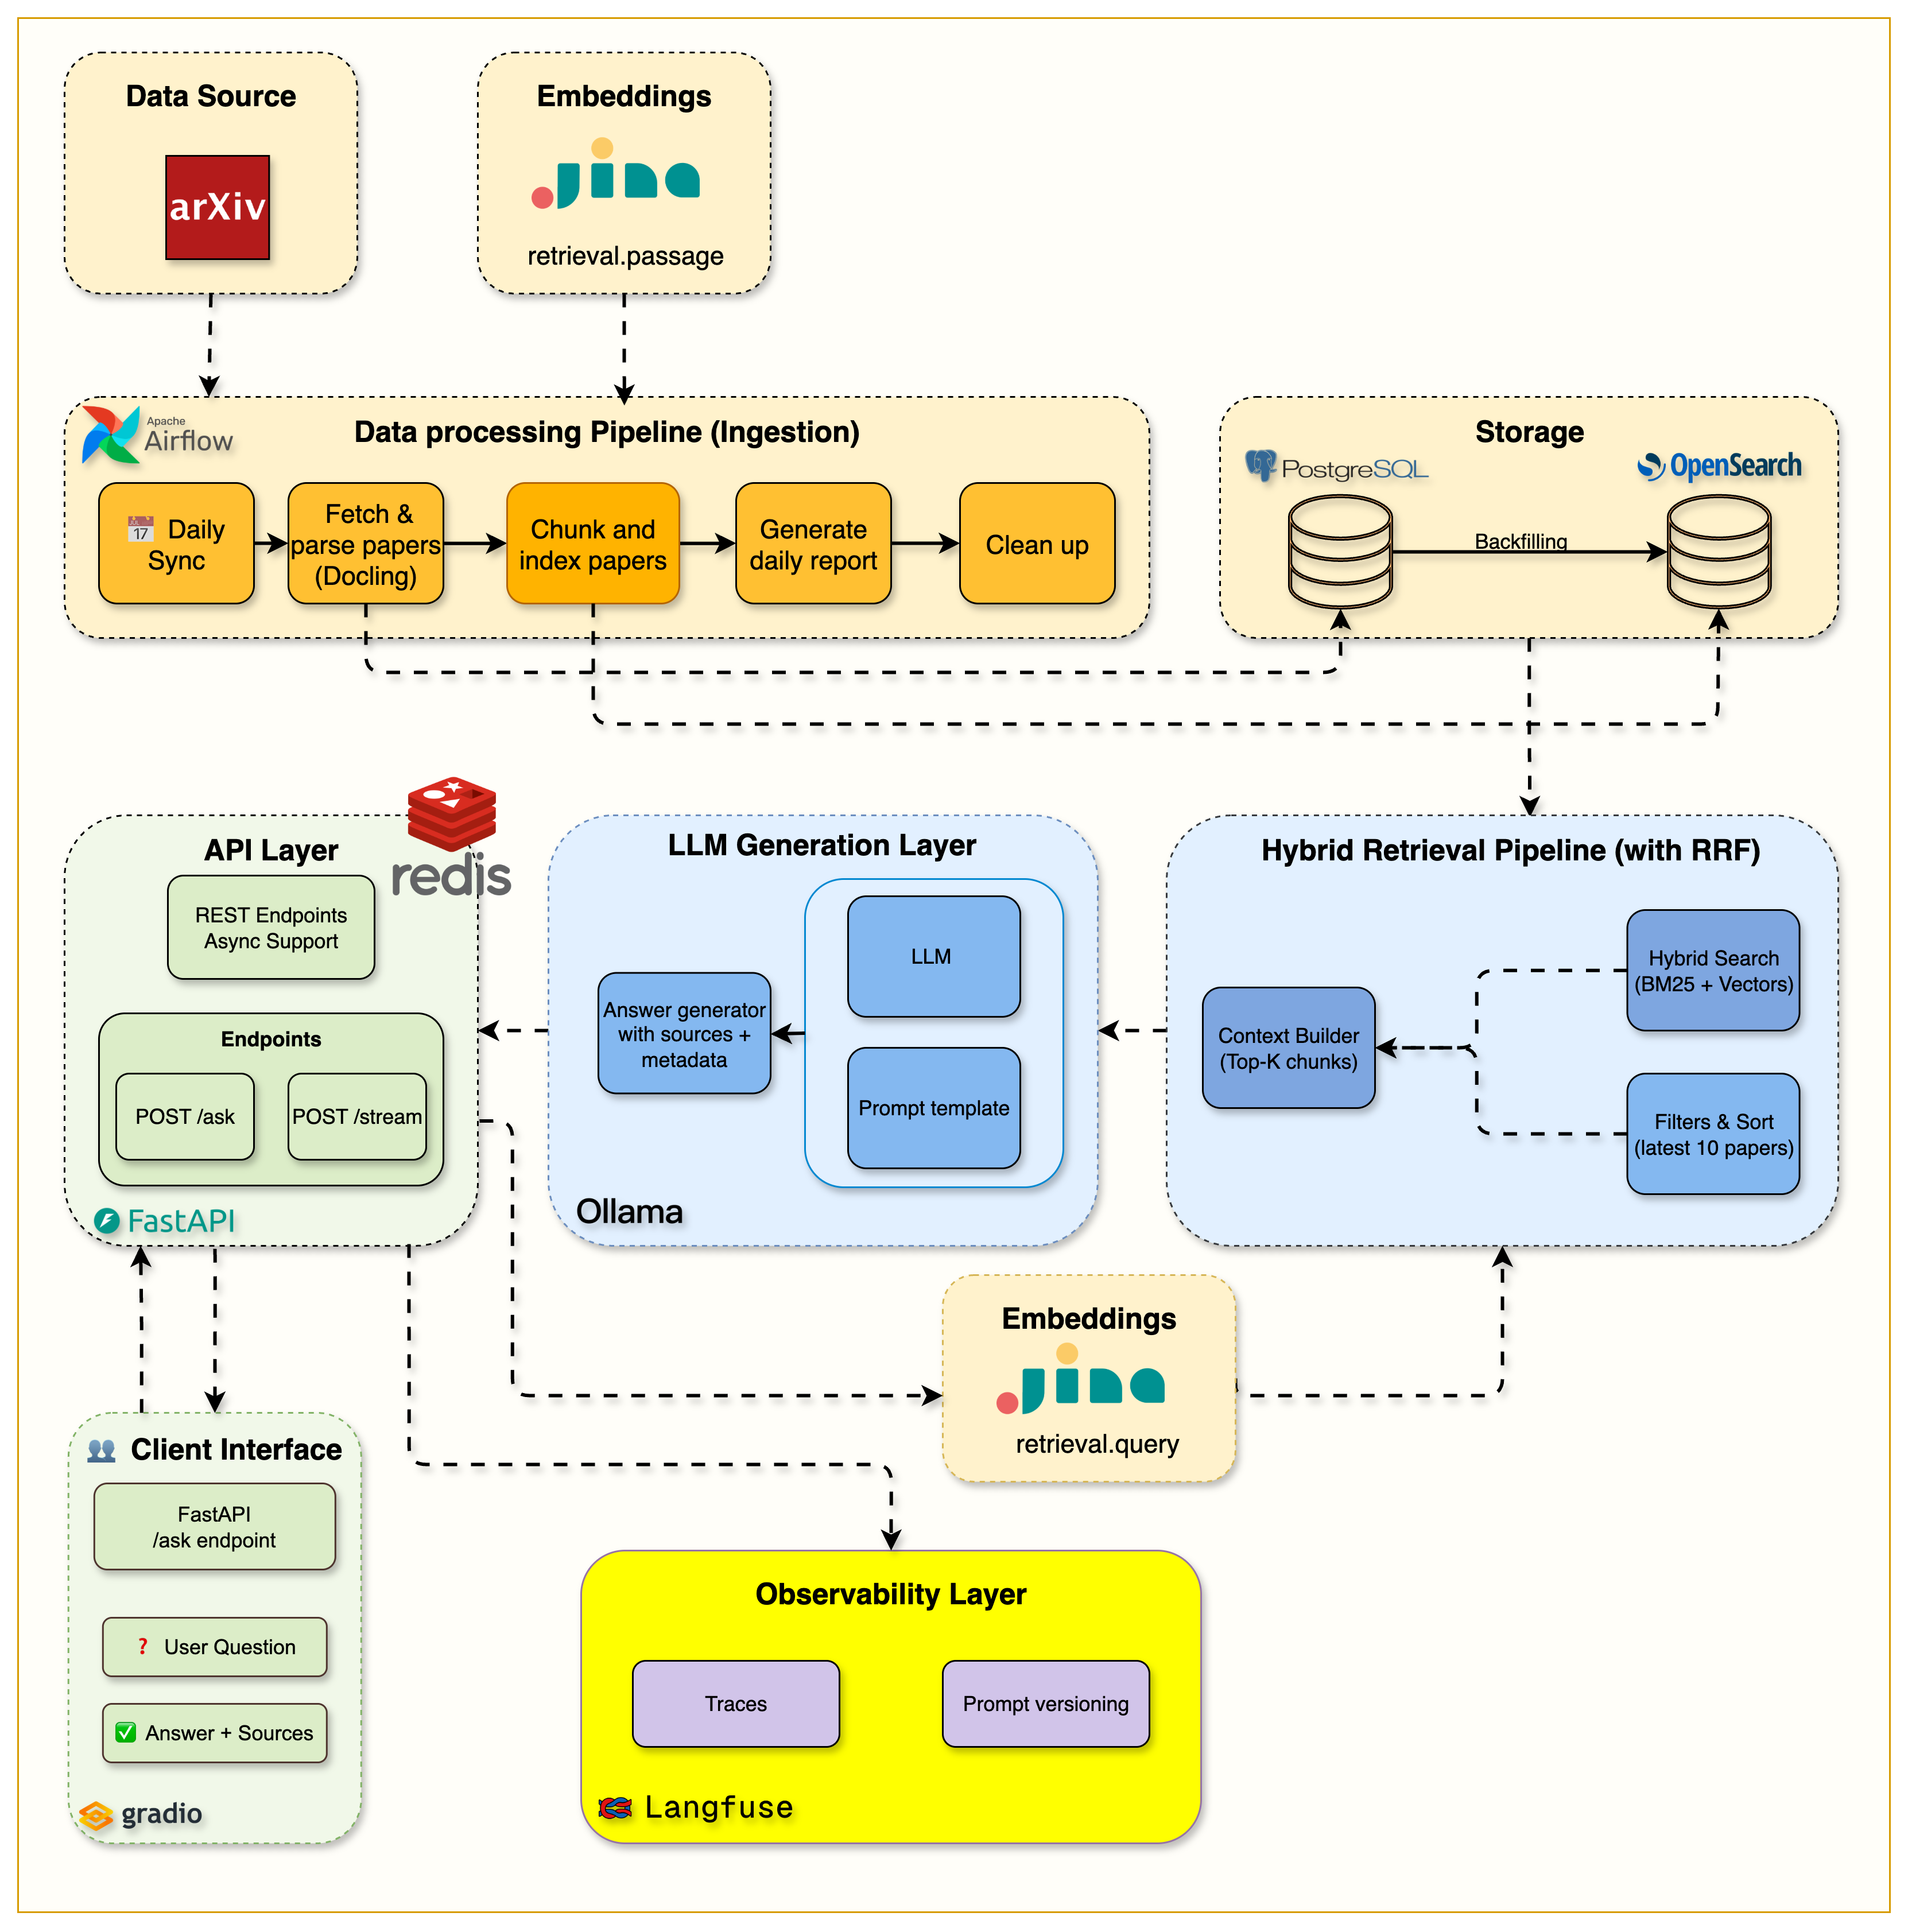 Data Source
arXiv
Embeddings
Jina
retrieval.passage
Apache
Airflow
Data processing Pipeline (Ingestion)
17
Daily
Sync
Fetch &
parse papers
(Docling)
Chunk and
index papers
Generate
daily report
Clean up
Storage
PostgreSQL
OpenSearch
Backfilling
API Layer
redis
REST Endpoints
Async Support
Endpoints
POST /ask
POST /stream
FastAPI
LLM Generation Layer
LLM
Answer generator
with sources +
metadata
Prompt template
Ollama
Hybrid Retrieval Pipeline (with RRF)
Hybrid Search
(BM25 + Vectors)
Context Builder
(Top-K chunks)
Filters & Sort
(latest 10 papers)
Embeddings
Jina
retrieval.query
Client Interface
FastAPI
/ask endpoint
? User Question
Answer + Sources
gradio
Observability Layer
Traces
Prompt versioning
Langfuse